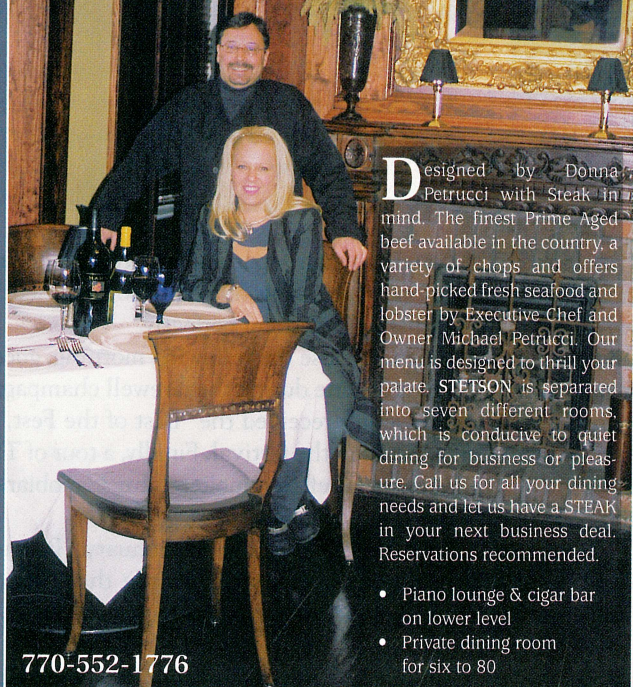 Designed by Donna
Petrucci with Steak in
mind. The finest Prime Aged
beef available in the country, a
variety of chops and offers
hand-picked fresh seafood and
lobster by Executive Chef and
Owner Michael Petrucci. Our
menu is designed to thrill your
palate. STETSON is separated
into seven different rooms,
which is conducive to quiet
dining for business or pleas-
ure. Call us for all your dining
needs and let us have a STEAK
in your next business deal.
Reservations recommended.
• Piano lounge & cigar bar
on lower level
• Private dining room
for six to 80
770-552-1776